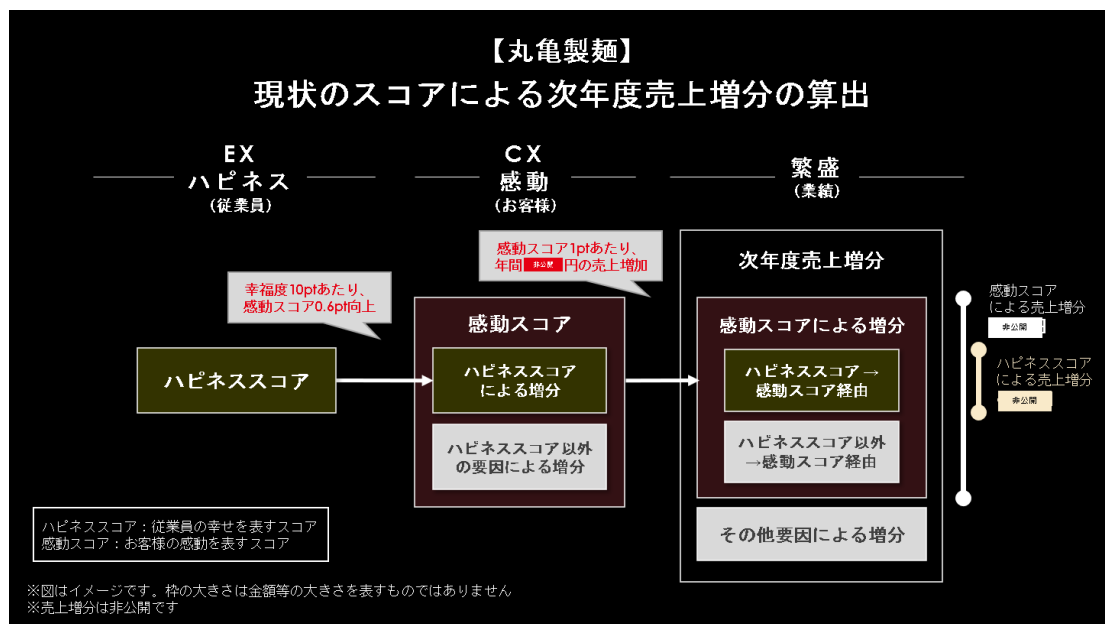 【丸亀製麺】
現状のスコアによる次年度売上増分の算出
EX
ハピネス
(従業員)
CX
感動
(お客様)
繁盛
(業績)
幸福度10ptあたり、
感動スコア0.6pt向上
感動スコア1ptあたり、
年間 非公開 円の売上増加
ハピネススコア
感動スコア
ハピネススコア
による増分
ハピネススコア以外
の要因による増分
次年度売上増分
感動スコアによる増分
ハピネススコア→
感動スコア経由
ハピネススコア以外
→感動スコア経由
その他要因による増分
感動スコア
による売上増分
非公開
ハピネススコア
による売上増分
非公開
ハピネススコア：従業員の幸せを表すスコア
感動スコア：お客様の感動を表すスコア
※図はイメージです。枠の大きさは金額等の大きさを表すものではありません
※売上増分は非公開です